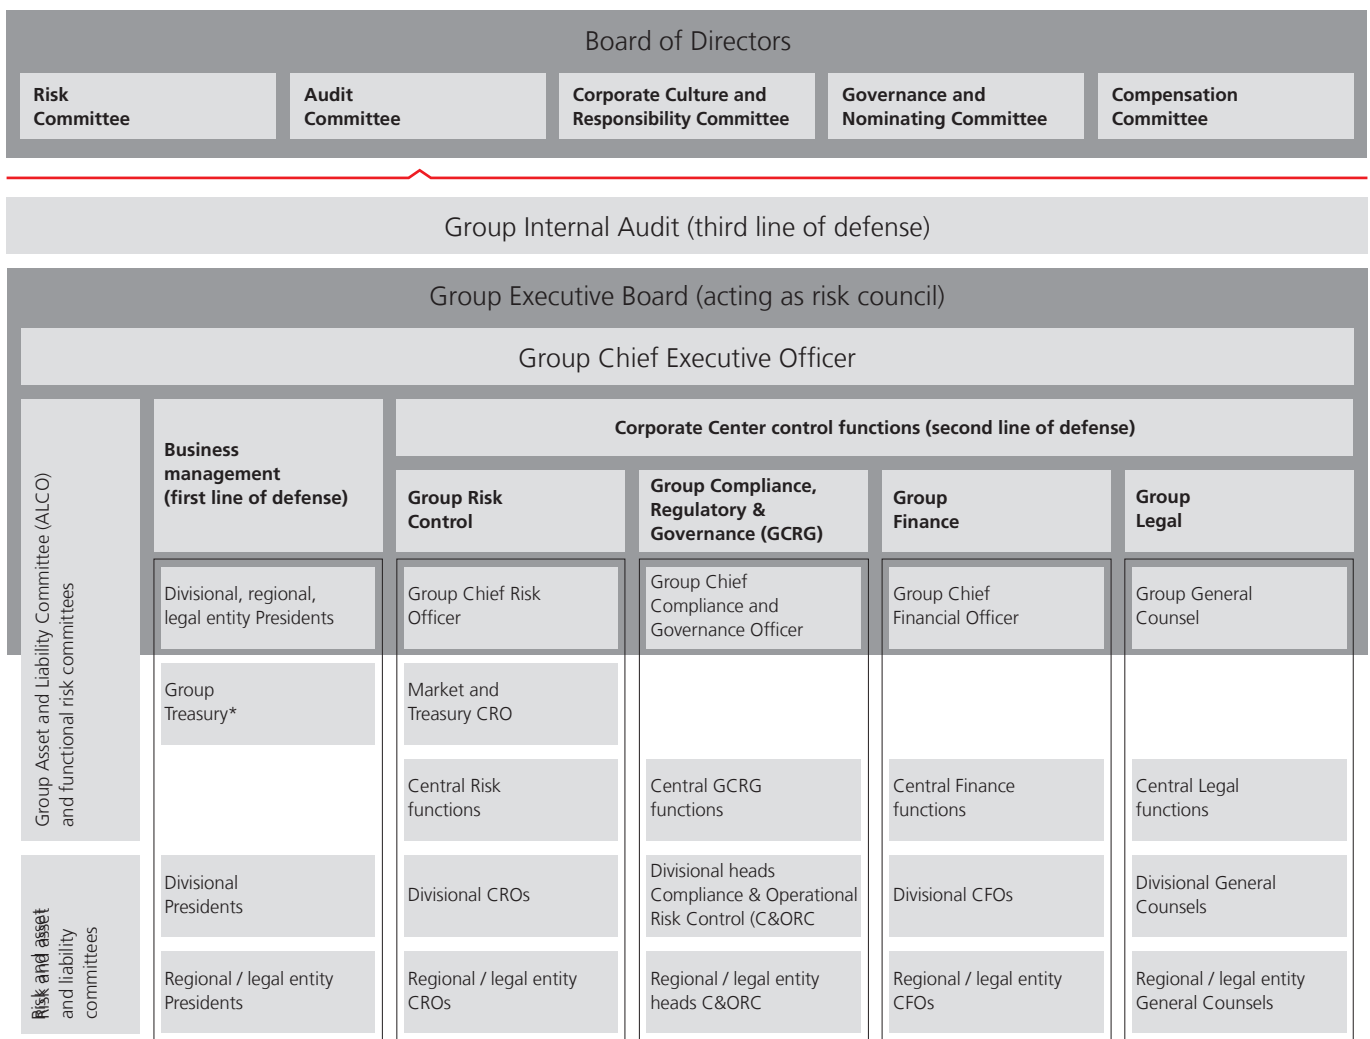 Board of Directors
Risk
Committee
Audit
Committee
Corporate Culture and
Responsibility Committee
Governance and
Nominating Committee
Compensation
Committee
Group Internal Audit (third line of defense)
Group Executive Board (acting as risk council)
Group Chief Executive Officer
Group Asset and Liability Committee (ALCO)
and functional risk committees
Business
management
(first line of defense)
Corporate Center control functions (second line of defense)
Group Risk
Control
Group Compliance,
Regulatory &
Governance (GCRG)
Group
Finance
Group
Legal
Divisional, regional,
legal entity Presidents
Group Chief Risk
Officer
Group Chief
Compliance and
Governance Officer
Group Chief
Financial Officer
Group General
Counsel
Group
Treasury*
Market and
Treasury CRO
Central Risk
functions
Central GCRG
functions
Central Finance
functions
Central Legal
functions
Risk and asset
and liability
committees
Divisional
Presidents
Divisional CROs
Divisional heads
Compliance & Operational
Risk Control (C&ORC
Divisional CFOs
Divisional General
Counsels
Regional / legal entity
Presidents
Regional / legal entity
CROs
Regional / legal entity
heads C&ORC
Regional / legal entity
CFOs
Regional / legal entity
General Counsels